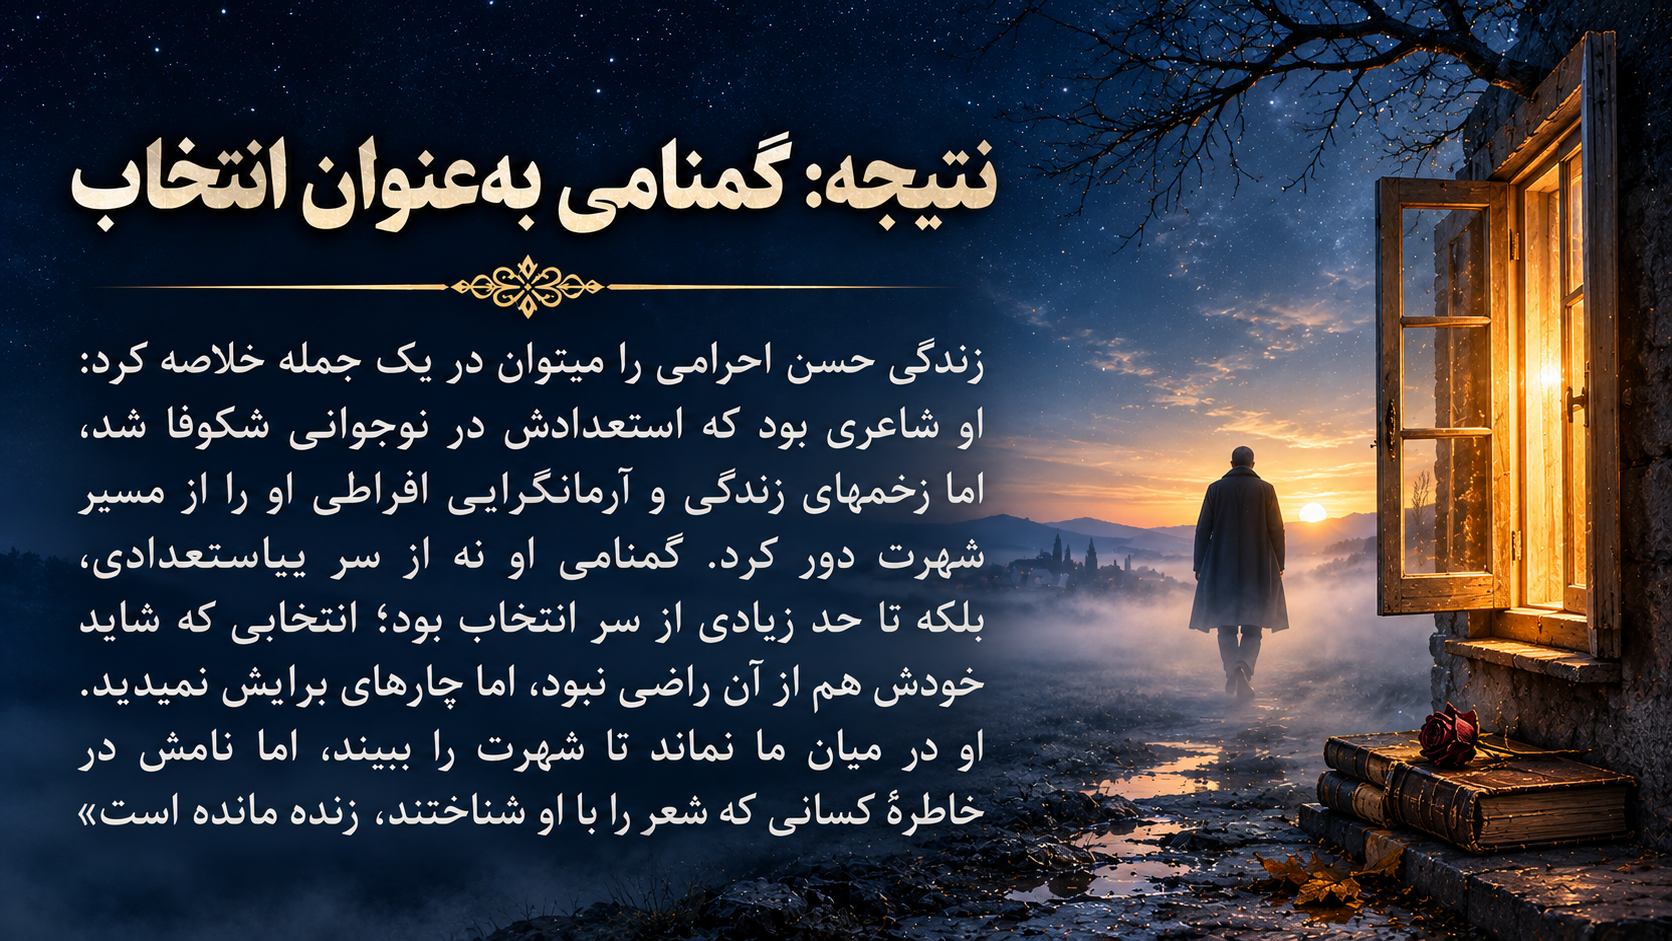 نتیجه: گمنامی به‌عنوان انتخاب
زندگی حسن احرامی را میتوان در یک جمله خلاصه کرد:
او شاعری بود که استعدادش در نوجوانی شکوفا شد،
اما زخمهای زندگی و آرمانگرایی افراطی او را از مسیر
شهرت دور کرد. گمنامی او نه از سر بیاستعدادی،
بلکه تا حد زیادی از سر انتخاب بود؛ انتخابی که شاید
خودش هم از آن راضی نبود، اما چارهای برایش نمیدید.
او در میان ما نماند تا شهرت را ببیند، اما نامش در
خاطرهٔ کسانی که شعر را با او شناختند، زنده مانده است»